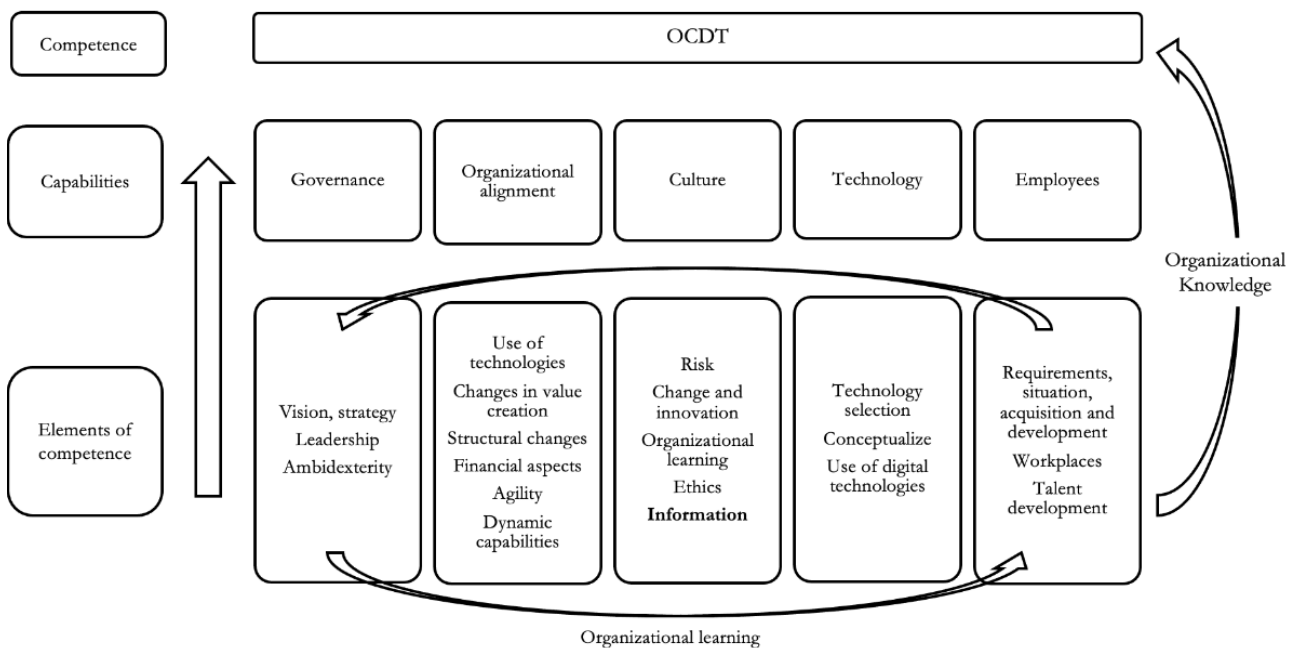 Competence
OCDT
Capabilities
Governance
Organizational
alignment
Culture
Technology
Employees
Organizational
Knowledge
Elements of
competence
Vision, strategy
Leadership
Ambidexterity
Use of
technologies
Changes in value
creation
Structural changes
Financial aspects
Agility
Dynamic
capabilities
Risk
Change and
innovation
Organizational
learning
Ethics
Information
Technology
selection
Conceptualize
Use of digital
technologies
Requirements,
situation,
acquisition and
development
Workplaces
Talent
development
Organizational learning